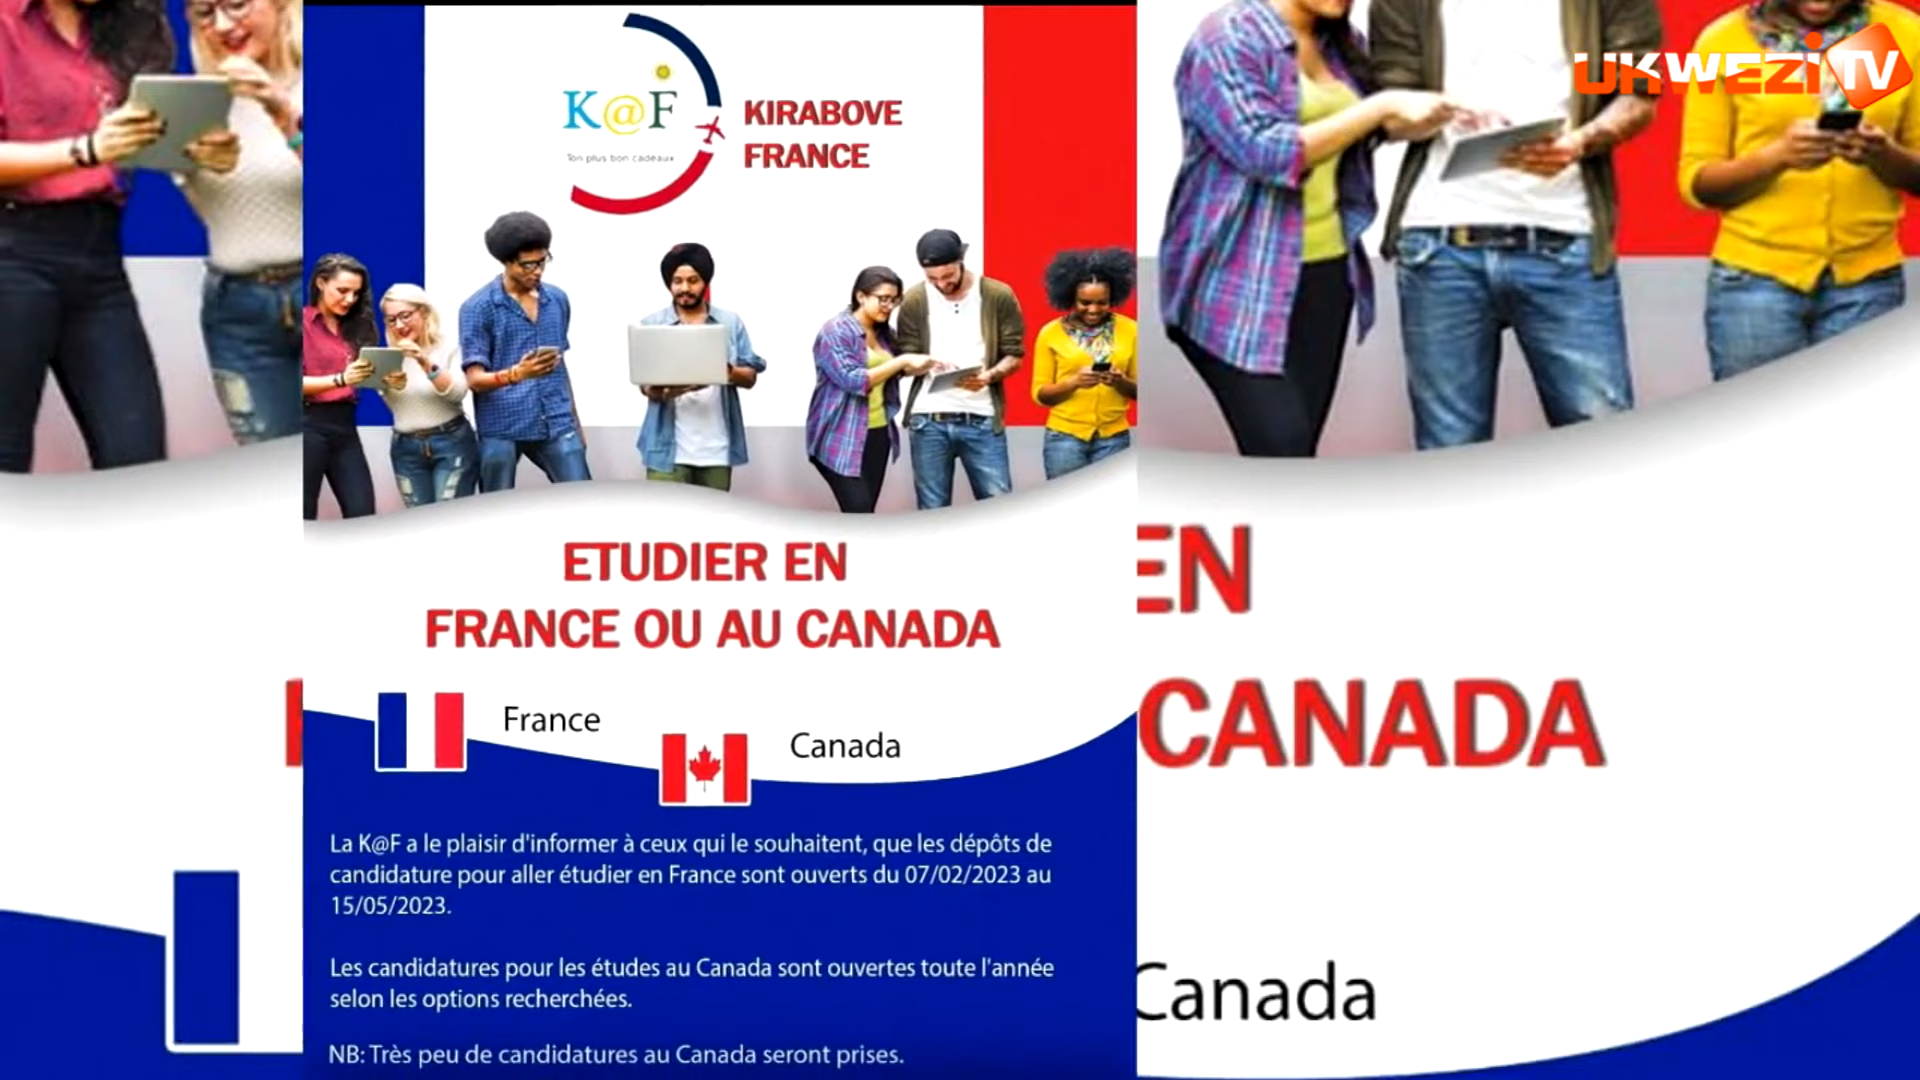 UKWEZI TV
K@F
Ton plus bon cadeaux
KIRABOVE
FRANCE
ETUDIER EN
FRANCE OU AU CANADA
France
Canada
La K@F a le plaisir d'informer à ceux qui le souhaitent, que les dépôts de
candidature pour aller étudier en France sont ouverts du 07/02/2023 au
15/05/2023.
Les candidatures pour les études au Canada sont ouvertes toute l'année
selon les options recherchées.
NB: Très peu de candidatures au Canada seront prises.
EN
CANADA
Canada